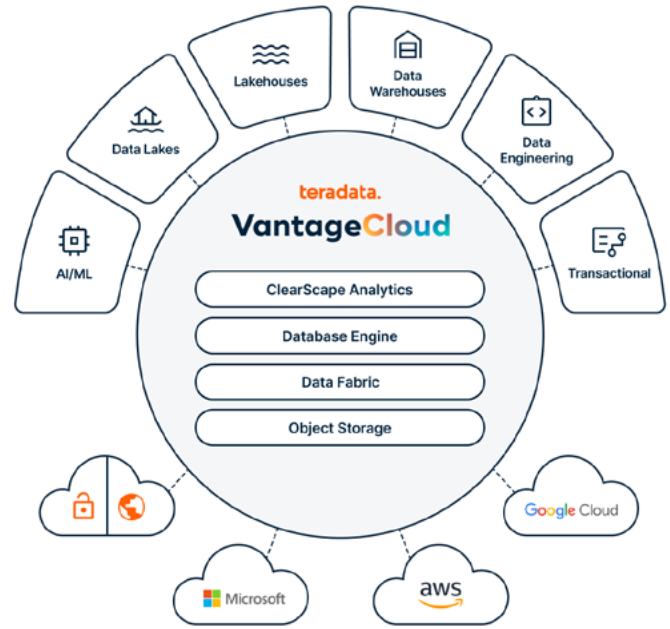 Lakehouses
Data
Warehouses
Data Lakes
Data
Engineering
AI/ML
Transactional
teradata.
VantageCloud
ClearScape Analytics
Database Engine
Data Fabric
Object Storage
Google Cloud
Microsoft
aws